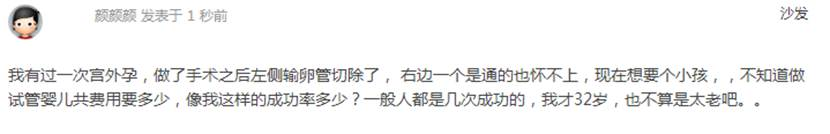 颜颜颜 发表于 1 秒前
沙发
我有过一次宫外孕，做了手术之后左侧输卵管切除了， 右边一个是通的也怀不上，现在想要个小孩，，不知道做
试管婴儿共费用要多少，像我这样的成功率多少？一般人都是几次成功的，我才32岁，也不算是太老吧。。